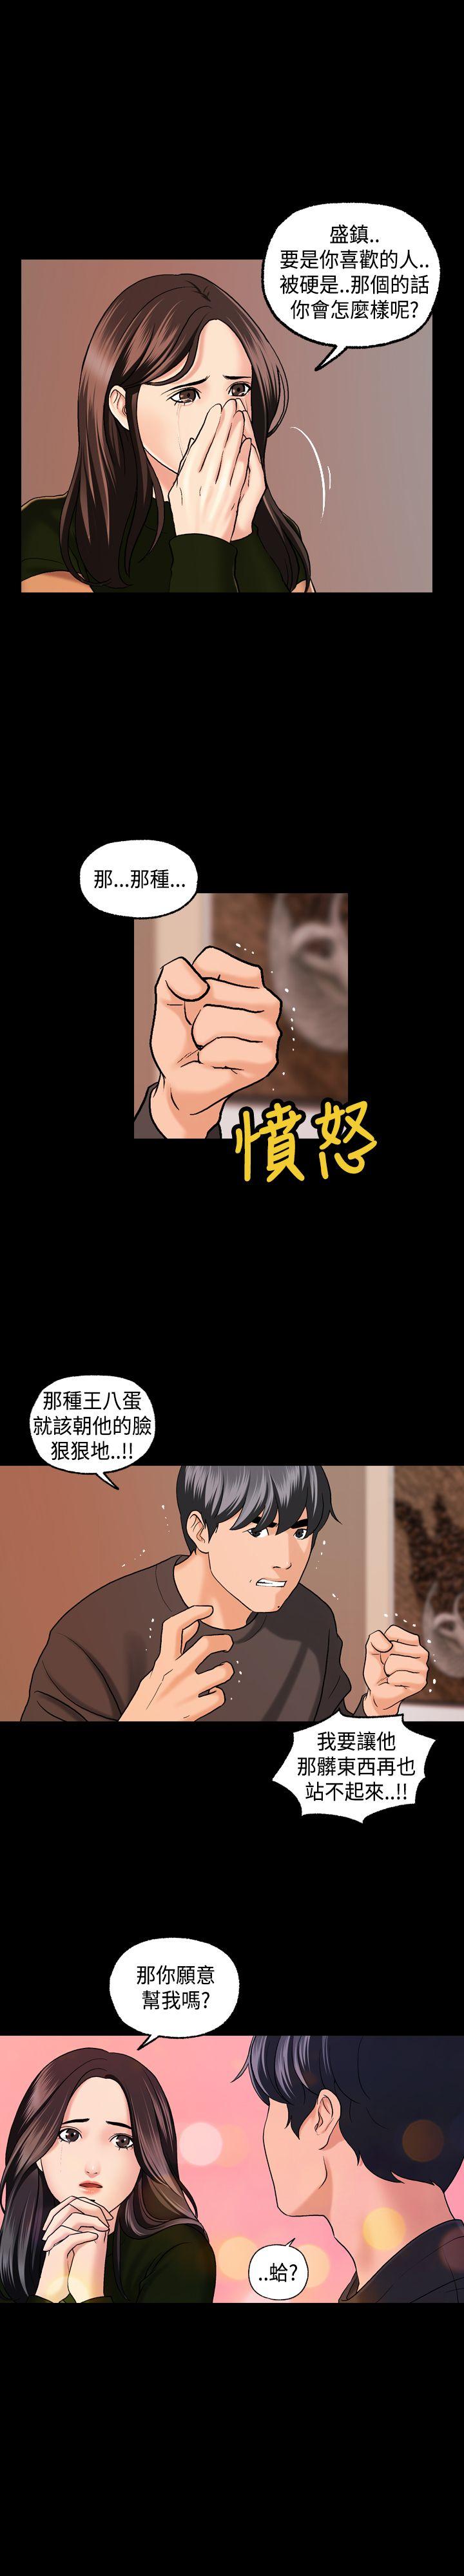 盛鎮..
要是你喜歡的人..
被硬是..那個的話
你會怎麼樣呢?
那...那種...
憤怒
那種王八蛋
就該朝他的臉
狠狠地..!!
我要讓他
那髒東西再也
站不起來..!!
那你願意
幫我嗎?
..蛤?